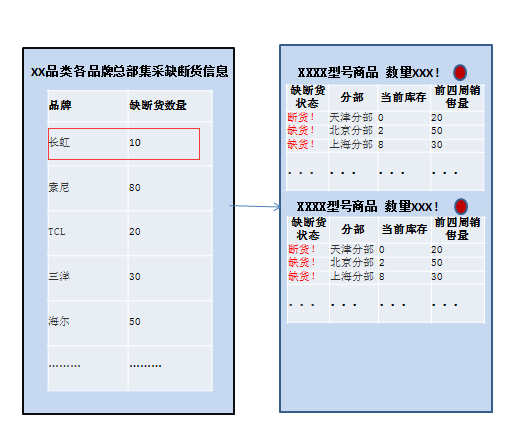 XX品类各品牌总部集采缺断货信息
品牌 缺断货数量
长虹 10
索尼 80
TCL 20
三洋 30
海尔 50
……… ………
XXXX型号商品 数量XXX!
缺断货状态 分部 当前库存 前四周销售量
断货! 天津分部 0 20
缺货! 北京分部 2 50
缺货! 上海分部 8 30
... ... ... ...
XXXX型号商品 数量XXX!
缺断货状态 分部 当前库存 前四周销售量
断货! 天津分部 0 20
缺货! 北京分部 2 50
缺货! 上海分部 8 30
... ... ... ...